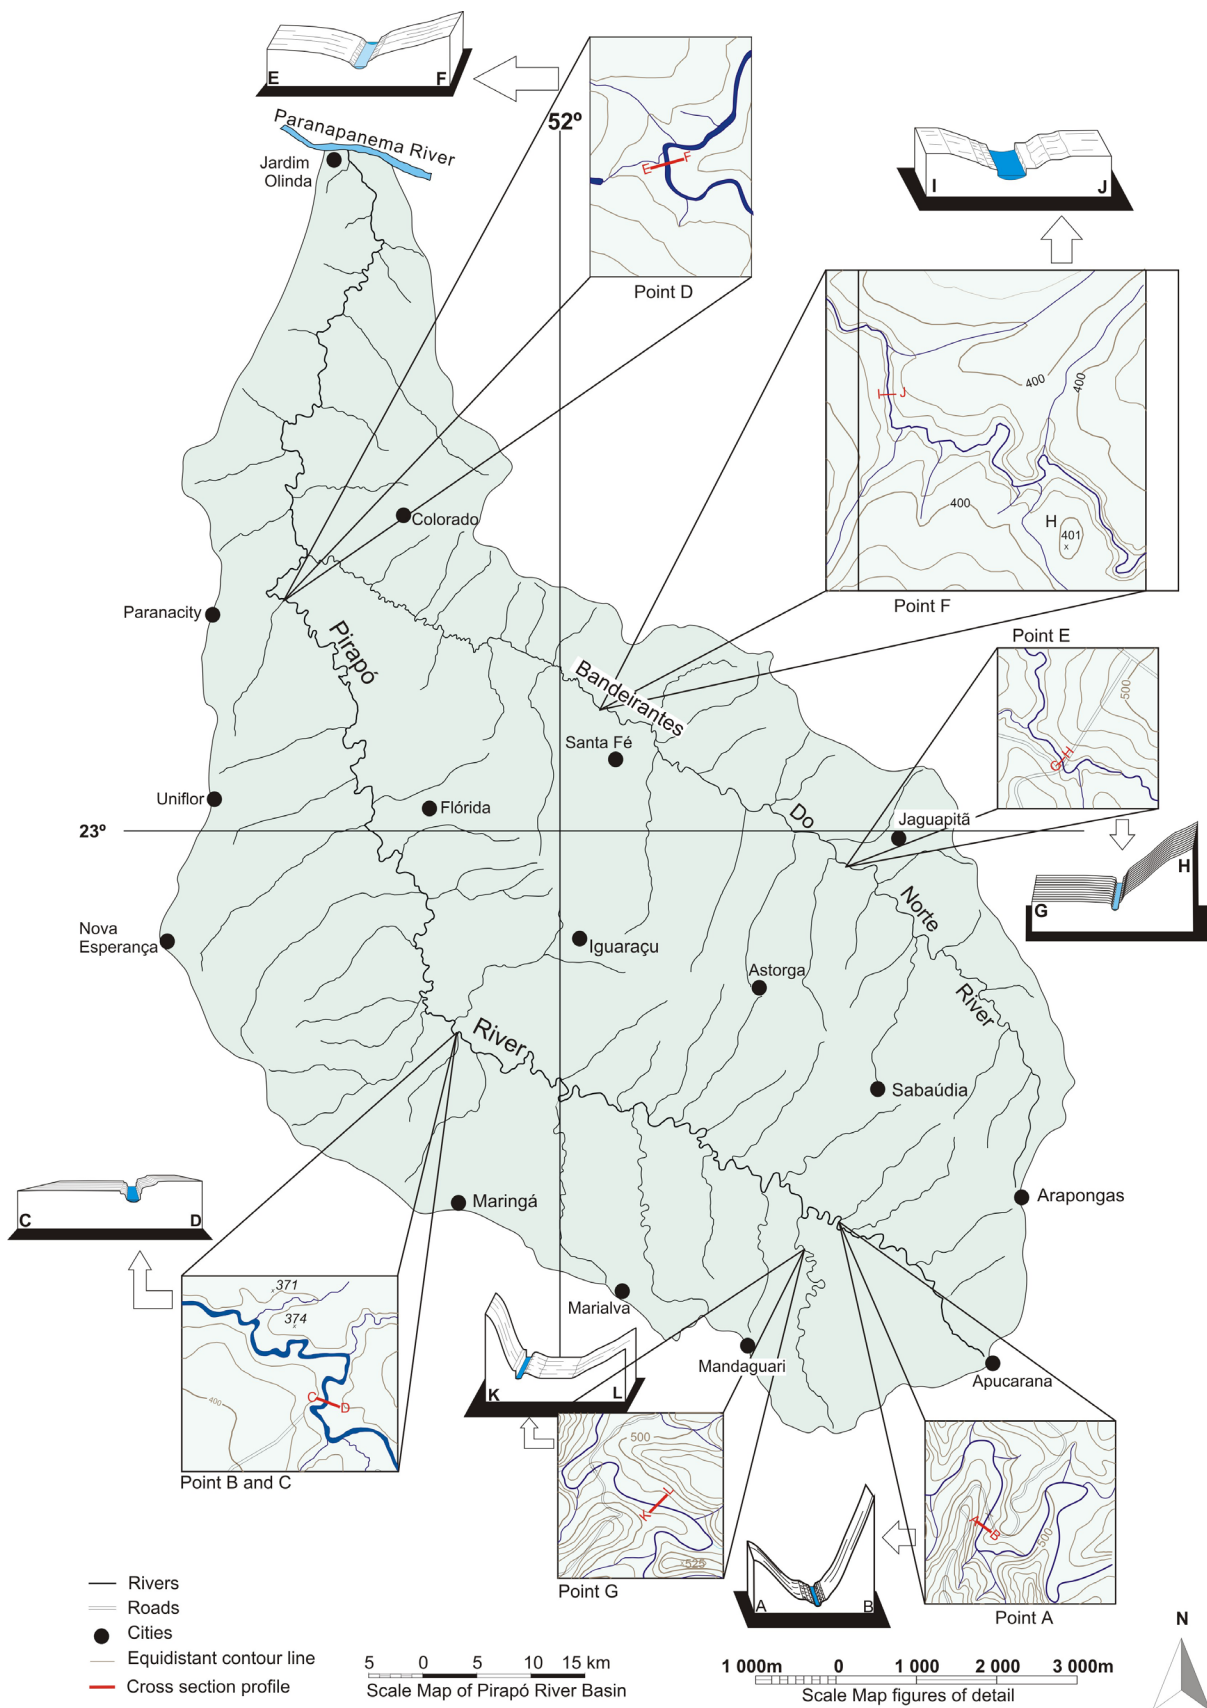 E
F
Paranapanema River
Jardim
Olinda
52º
E
F
Point D
I
J
I
J
400
400
400
H
401
x
Point F
Colorado
Paranacity
Pirapó
Bandeirantes
Santa Fé
Point E
500
G
H
G
H
Uniflor
Flórida
Do
Jaguapitã
23º
Nova
Esperança
Iguaraçu
Norte
Astorga
River
River
Sabaúdia
C
D
Maringá
Arapongas
371
374
400
C
D
Point B and C
Marialva
Mandaguari
Apucarana
K
L
500
K
L
525
Point G
A
B
A
B
500
Point A
Rivers
Roads
Cities
Equidistant contour line
Cross section profile
5 0 5 10 15 km
Scale Map of Pirapó River Basin
1 000m 0 1 000 2 000 3 000m
Scale Map figures of detail
N